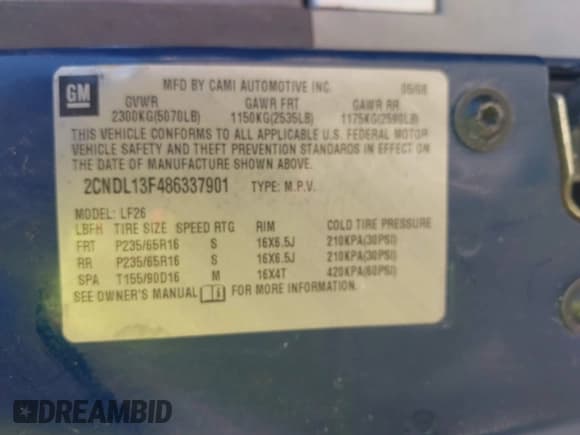 GM
MFD BY CAMI AUTOMOTIVE INC. 05/08
GVWR GAWR FRT GAWR RR
2300KG(5070LB) 1150KG(2535LB) 1175KG(2590LB)
THIS VEHICLE CONFORMS TO ALL APPLICABLE U.S. FEDERAL MOTOR
VEHICLE SAFETY AND THEFT PREVENTION STANDARDS IN EFFECT ON
THE DATE OF MANUFACTURE SHOWN ABOVE.
2CNDL13F486337901 TYPE: M.P.V.
MODEL: LF26
LBFH TIRE SIZE SPEED RTG RIM COLD TIRE PRESSURE
FRT P235/65R16 S 16X6.5J 210KPA(30PSI)
RR P235/65R16 S 16X6.5J 210KPA(30PSI)
SPA T155/90D16 M 16X4T 420KPA(60PSI)
SEE OWNER'S MANUAL FOR MORE INFORMATION.
DREAMBID